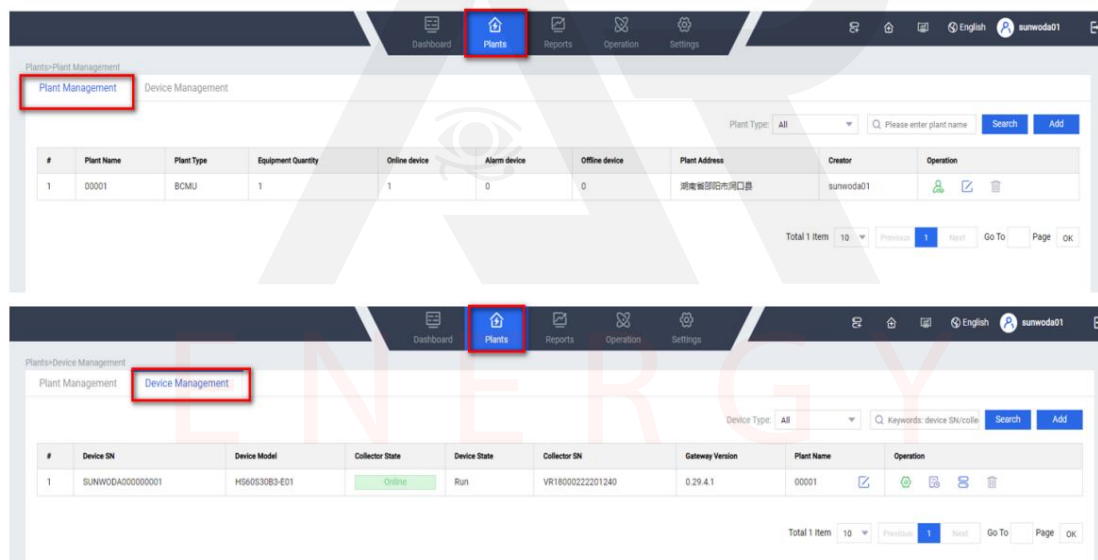 Dashboard Plants Reports Operation Settings English sunwoda01
Plants>Plant Management
Plant Management Device Management
Plant Type: All Please enter plant name Search Add
# Plant Name Plant Type Equipment Quantity Online device Alarm device Offline device Plant Address Creator Operation
1 00001 BCMU 1 1 0 0 湖南省邵阳市洞口县 sunwoda01
Total 1 Item 10 Previous 1 Next Go To Page OK
AR
Dashboard Plants Reports Operation Settings English sunwoda01
Plants>Device Management
Plant Management Device Management
ENERGY
Device Type: All Keywords: device SN/colle Search Add
# Device SN Device Model Collector State Device State Collector SN Gateway Version Plant Name Operation
1 SUNWODA000000001 HS60S30B3-E01 Online Run VR18000222201240 0.29.4.1 00001
Total 1 Item 10 Previous 1 Next Go To Page OK